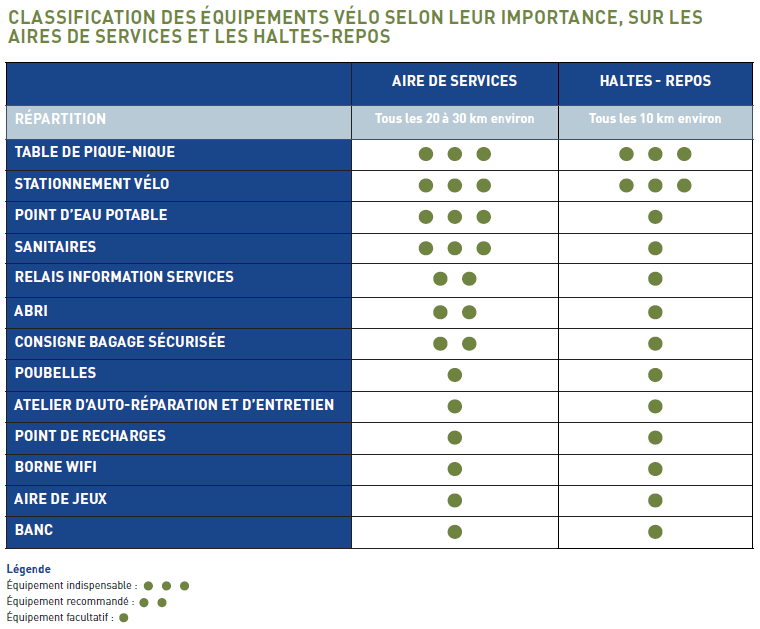 CLASSIFICATION DES ÉQUIPEMENTS VÉLO SELON LEUR IMPORTANCE, SUR LES
AIRES DE SERVICES ET LES HALTES-REPOS
AIRE DE SERVICES HALTES - REPOS
RÉPARTITION Tous les 20 à 30 km environ Tous les 10 km environ
TABLE DE PIQUE-NIQUE ● ● ● ● ● ●
STATIONNEMENT VÉLO ● ● ● ● ● ●
POINT D'EAU POTABLE ● ● ● ●
SANITAIRES ● ● ● ●
RELAIS INFORMATION SERVICES ● ● ●
ABRI ● ● ●
CONSIGNE BAGAGE SÉCURISÉE ● ● ●
POUBELLES ● ●
ATELIER D'AUTO-RÉPARATION ET D'ENTRETIEN ● ●
POINT DE RECHARGES ● ●
BORNE WIFI ● ●
AIRE DE JEUX ● ●
BANC ● ●
Légende
Équipement indispensable : ● ● ●
Équipement recommandé : ● ●
Équipement facultatif : ●